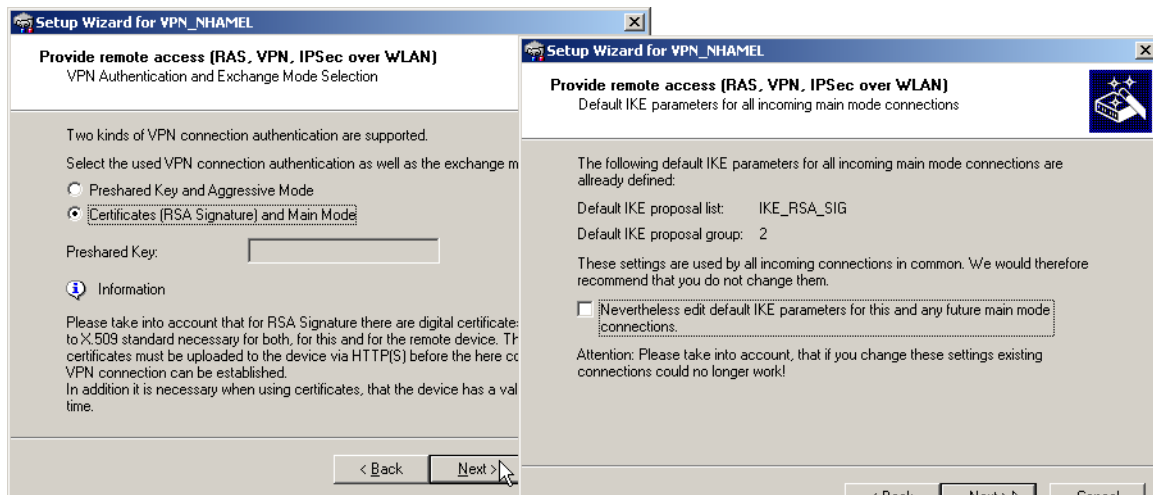 Setup Wizard for VPN_NHAMEL
Provide remote access (RAS, VPN, IPSec over WLAN)
VPN Authentication and Exchange Mode Selection
Two kinds of VPN connection authentication are supported.
Select the used VPN connection authentication as well as the exchange m
Preshared Key and Aggressive Mode
Certificates (RSA Signature) and Main Mode
Preshared Key:
Information
Please take into account that for RSA Signature there are digital certificate
to X.509 standard necessary for both, for this and for the remote device. Th
certificates must be uploaded to the device via HTTP(S) before the here co
VPN connection can be established.
In addition it is necessary when using certificates, that the device has a val
time.
< Back
Next >
Setup Wizard for VPN_NHAMEL
Provide remote access (RAS, VPN, IPSec over WLAN)
Default IKE parameters for all incoming main mode connections
The following default IKE parameters for all incoming main mode connections are
allready defined:
Default IKE proposal list: IKE_RSA_SIG
Default IKE proposal group: 2
These settings are used by all incoming connections in common. We would therefore
recommend that you do not change them.
Nevertheless edit default IKE parameters for this and any future main mode
connections.
Attention: Please take into account, that if you change these settings existing
connections could no longer work!
< Back
Next >
Cancel